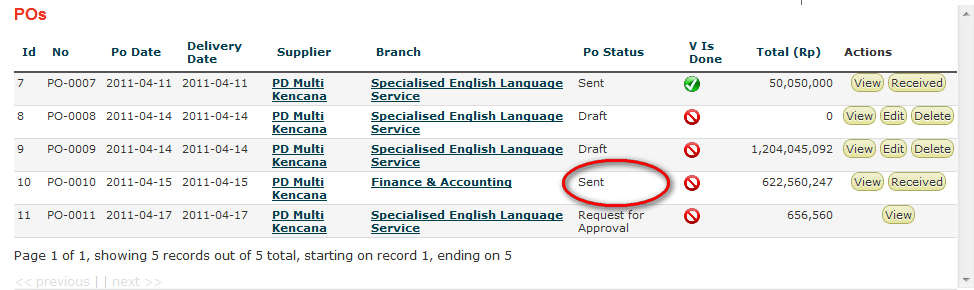 POs
Id No Po Date Delivery Date Supplier Branch Po Status V Is Done Total (Rp) Actions
7 PO-0007 2011-04-11 2011-04-11 PD Multi Kencana Specialised English Language Service Sent 50,050,000 View Received
8 PO-0008 2011-04-14 2011-04-14 PD Multi Kencana Specialised English Language Service Draft 0 View Edit Delete
9 PO-0009 2011-04-14 2011-04-14 PD Multi Kencana Specialised English Language Service Draft 1,204,045,092 View Edit Delete
10 PO-0010 2011-04-15 2011-04-15 PD Multi Kencana Finance & Accounting Sent 622,560,247 View Received
11 PO-0011 2011-04-17 2011-04-17 PD Multi Kencana Specialised English Language Service Request for Approval 656,560 View
Page 1 of 1, showing 5 records out of 5 total, starting on record 1, ending on 5
<< previous | | next >>